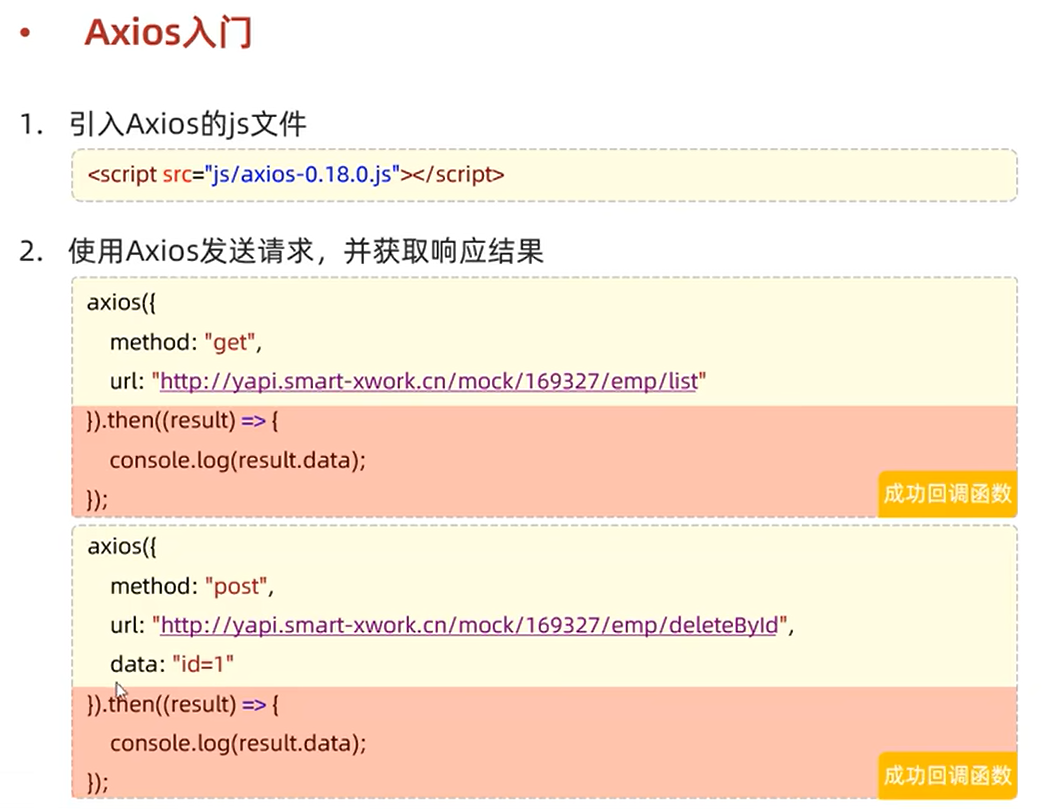 • Axios入门
1. 引入Axios的js文件
<script src="js/axios-0.18.0.js"></script>
2. 使用Axios发送请求，并获取响应结果
axios({
method: "get",
url: "http://yapi.smart-xwork.cn/mock/169327/emp/list"
}).then((result) => {
console.log(result.data);
});
成功回调函数
axios({
method: "post",
url: "http://yapi.smart-xwork.cn/mock/169327/emp/deleteById",
data: "id=1"
}).then((result) => {
console.log(result.data);
});
成功回调函数